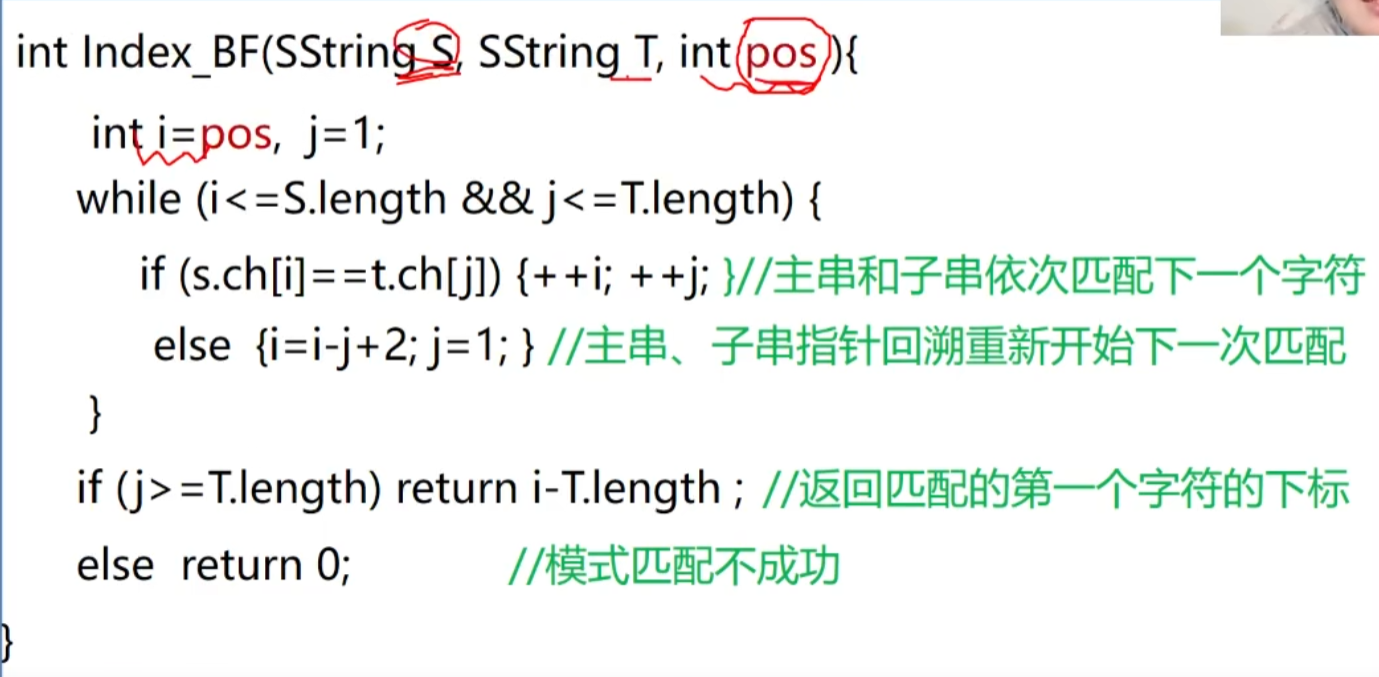 int Index_BF(SString S, SString T, int pos ){
int i=pos, j=1;
while (i<=S.length && j<=T.length) {
if (s.ch[i]==t.ch[j]) {++i; ++j; }//主串和子串依次匹配下一个字符
else {i=i-j+2; j=1; } //主串、子串指针回溯重新开始下一次匹配
}
if (j>=T.length) return i-T.length ; //返回匹配的第一个字符的下标
else return 0; //模式匹配不成功
}